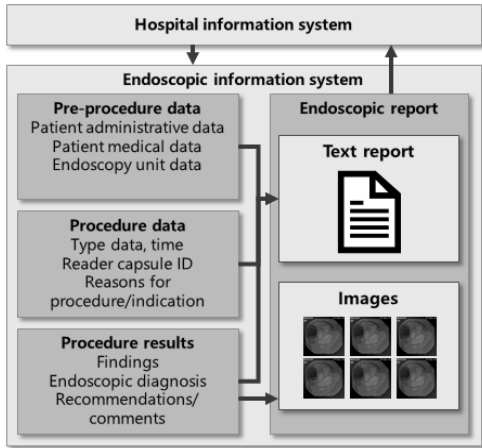 Hospital information system
Endoscopic information system
Pre-procedure data
Patient administrative data
Patient medical data
Endoscopy unit data
Procedure data
Type data, time
Reader capsule ID
Reasons for
procedure/indication
Procedure results
Findings
Endoscopic diagnosis
Recommendations/
comments
Endoscopic report
Text report
Images